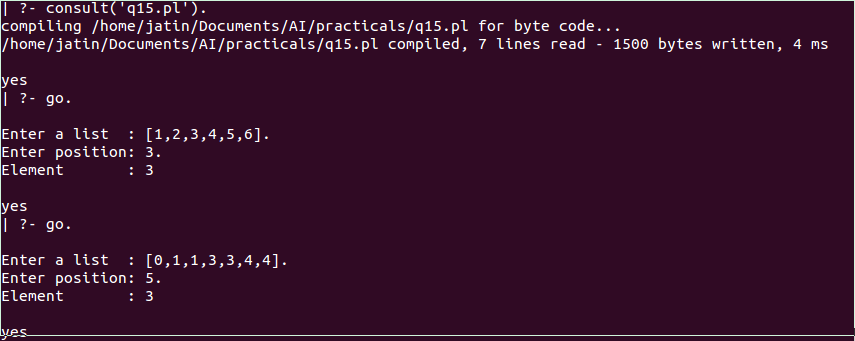 | ?- consult('q15.pl').
compiling /home/jatin/Documents/AI/practicals/q15.pl for byte code...
/home/jatin/Documents/AI/practicals/q15.pl compiled, 7 lines read - 1500 bytes written, 4 ms
yes
| ?- go.
Enter a list  : [1,2,3,4,5,6].
Enter position: 3.
Element       : 3
yes
| ?- go.
Enter a list  : [0,1,1,3,3,4,4].
Enter position: 5.
Element       : 3
yes